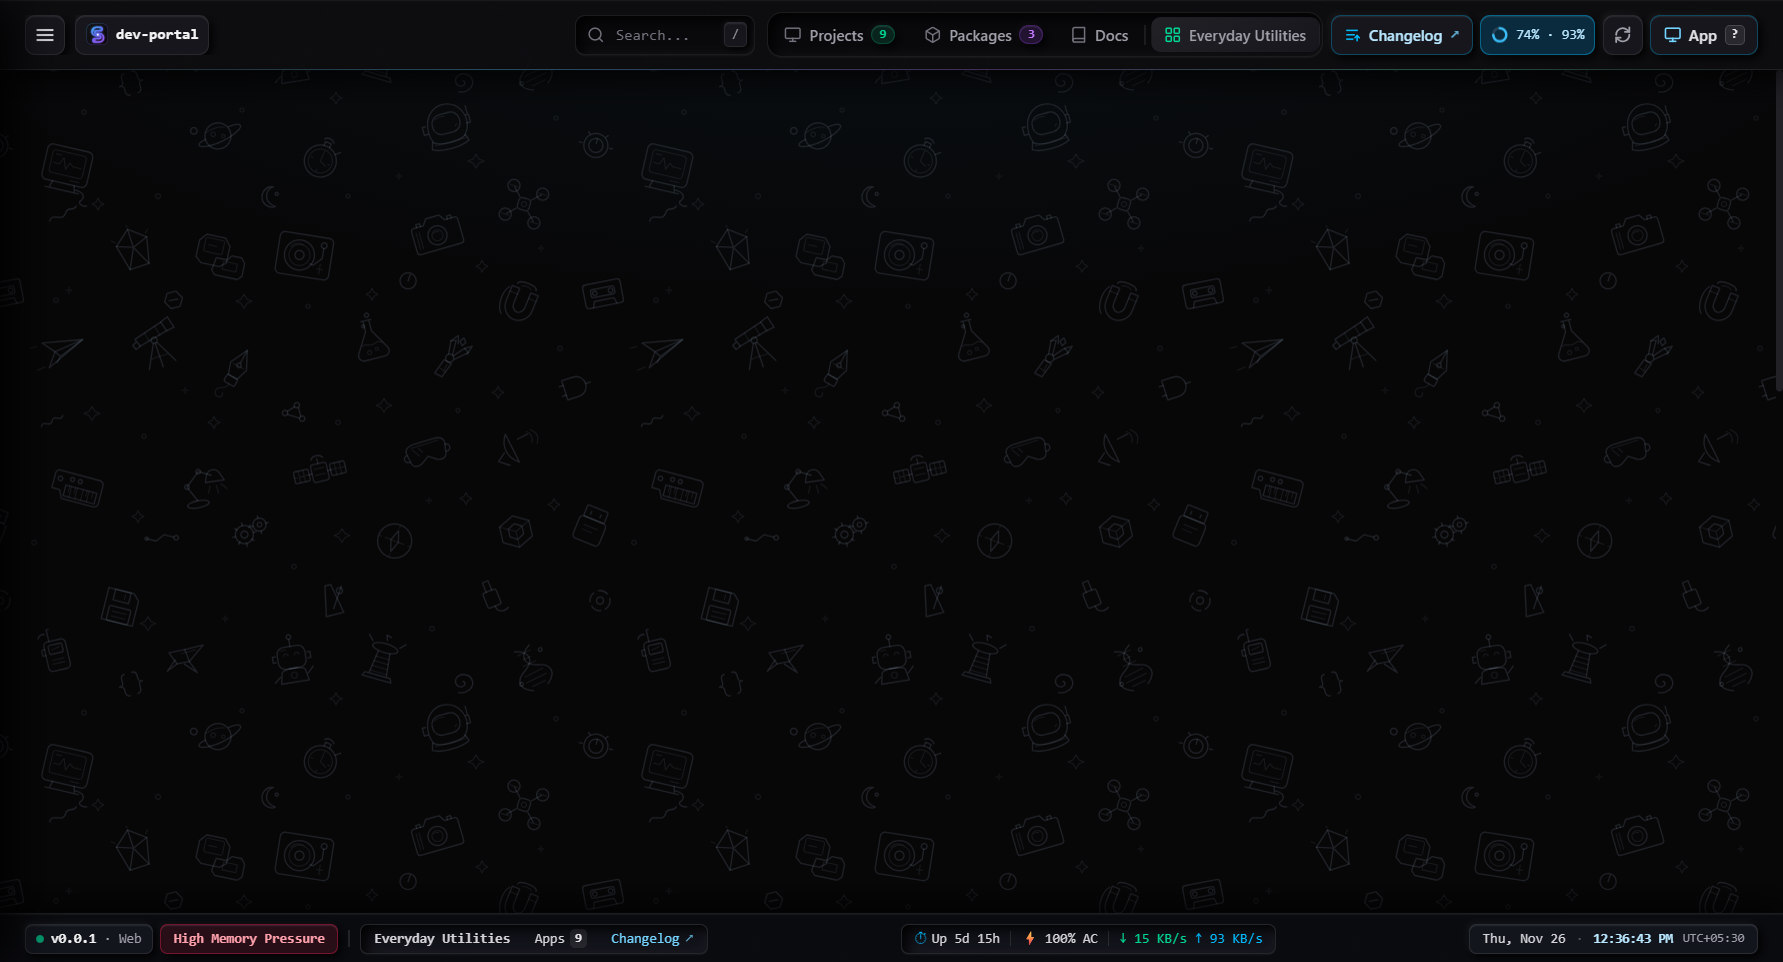 dev-portal
Search... /
Projects 9
Packages 3
Docs
Everyday Utilities
Changelog ↗
74% · 93%
App ?
v0.0.1 · Web
High Memory Pressure
Everyday Utilities
Apps 9
Changelog ↗
Up 5d 15h
100% AC
↓ 15 KB/s ↑ 93 KB/s
Thu, Nov 26 · 12:36:43 PM UTC+05:30